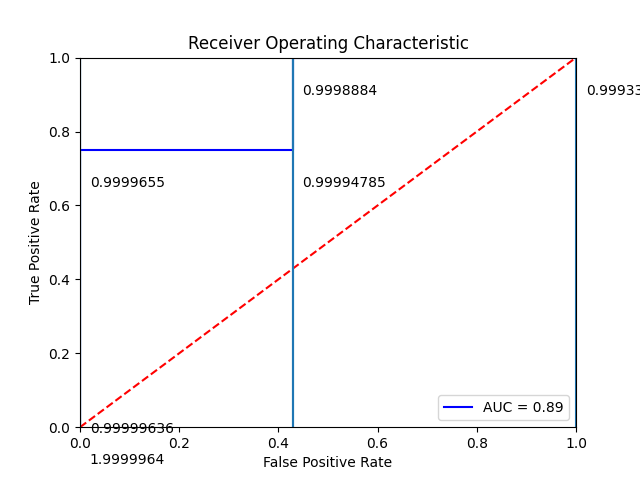 Receiver Operating Characteristic
1.0
0.9998884
0.99933
0.8
0.9999655
0.99994785
0.6
True Positive Rate
0.4
0.2
AUC = 0.89
0.0
0.99999636
0.0 0.2 0.4 0.6 0.8 1.0
1.9999964
False Positive Rate